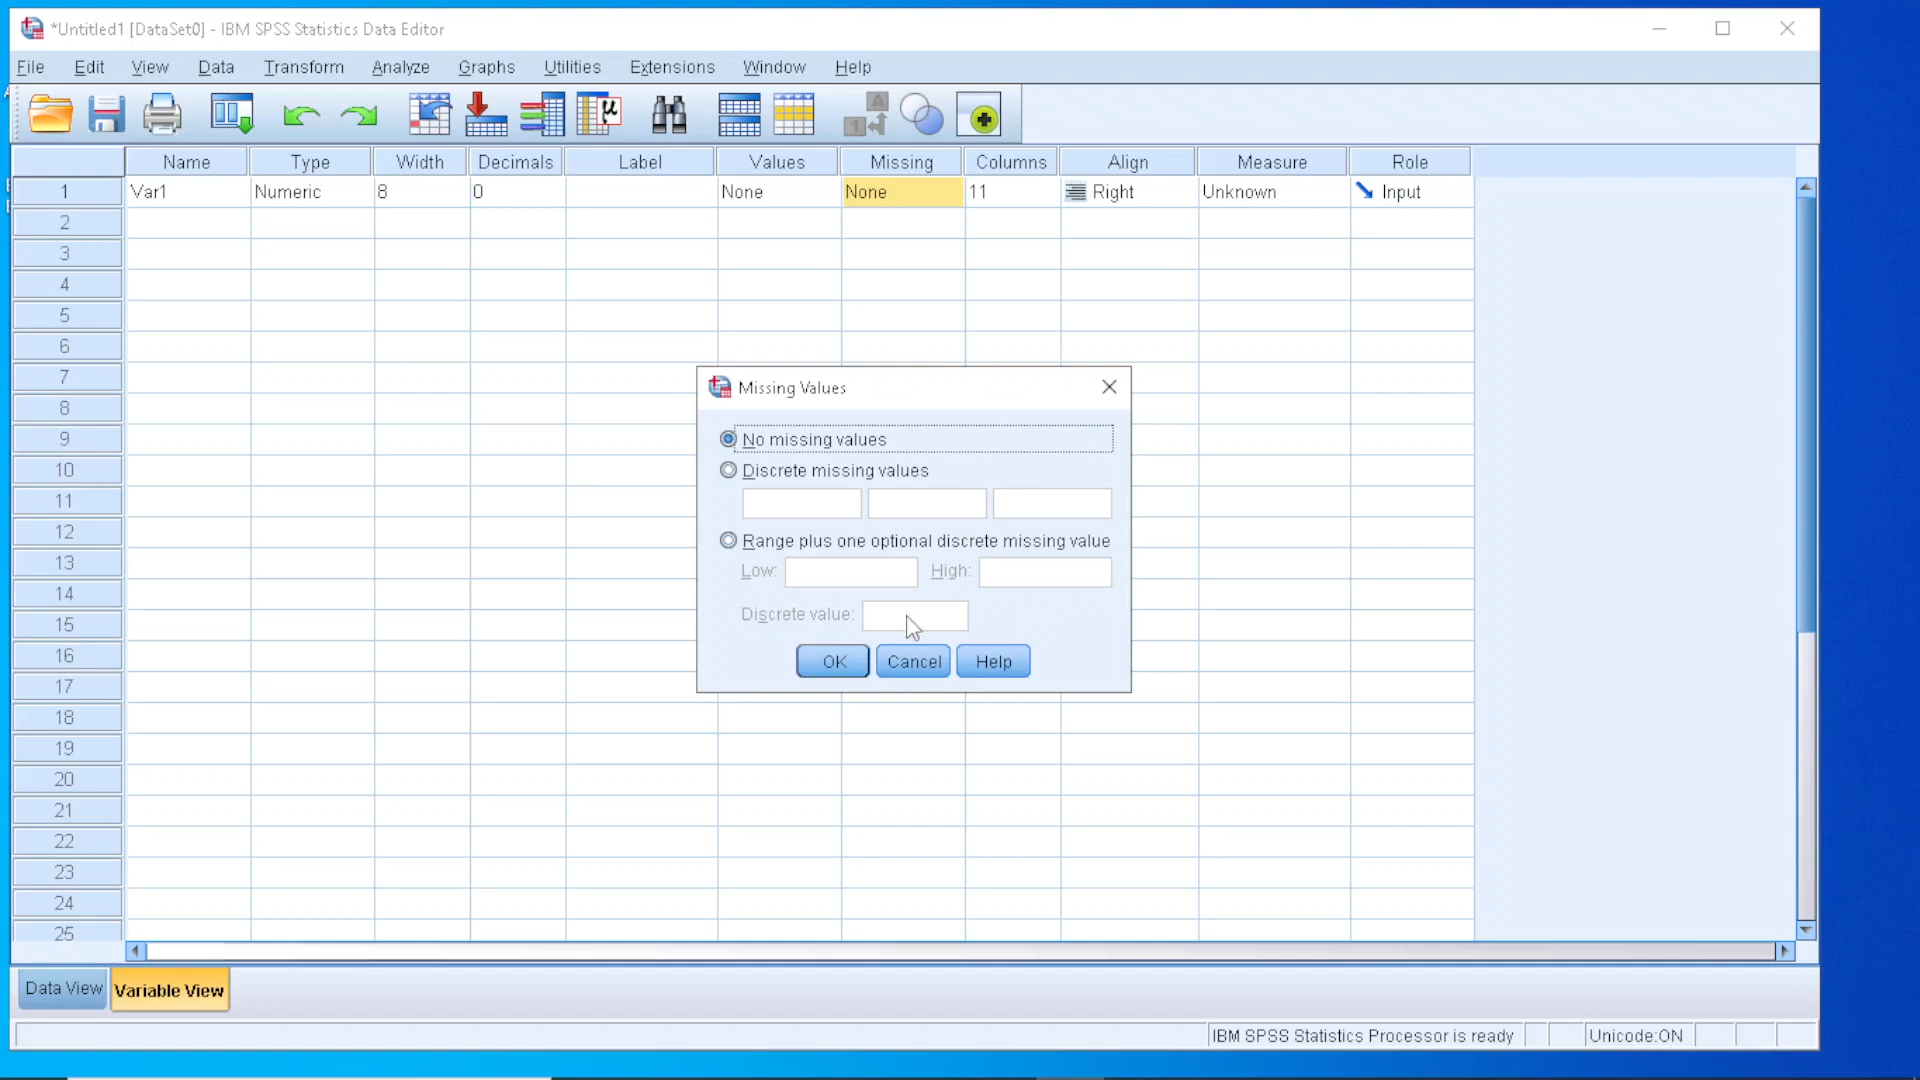 *Untitled1 [DataSet0] - IBM SPSS Statistics Data Editor
File Edit View Data Transform Analyze Graphs Utilities Extensions Window Help
Name Type Width Decimals Label Values Missing Columns Align Measure Role
1 Var1 Numeric 8 0 None None 11 Right Unknown Input
2
3
4
5
6
7
8
9
10
11
12
13
14
15
16
17
18
19
20
21
22
23
24
25
Missing Values
No missing values
Discrete missing values
Range plus one optional discrete missing value
Low: High:
Discrete value:
OK Cancel Help
Data View Variable View
IBM SPSS Statistics Processor is ready Unicode:ON